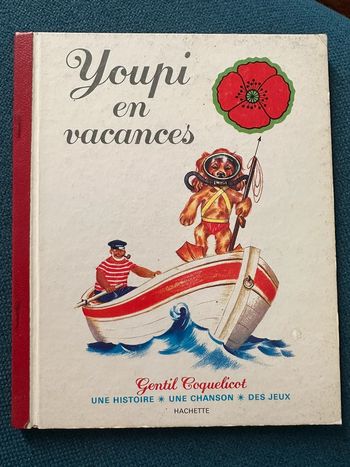 Youpi
en
vacances
Gentil Coquelicot
UNE HISTOIRE * UNE CHANSON * DES JEUX
HACHETTE